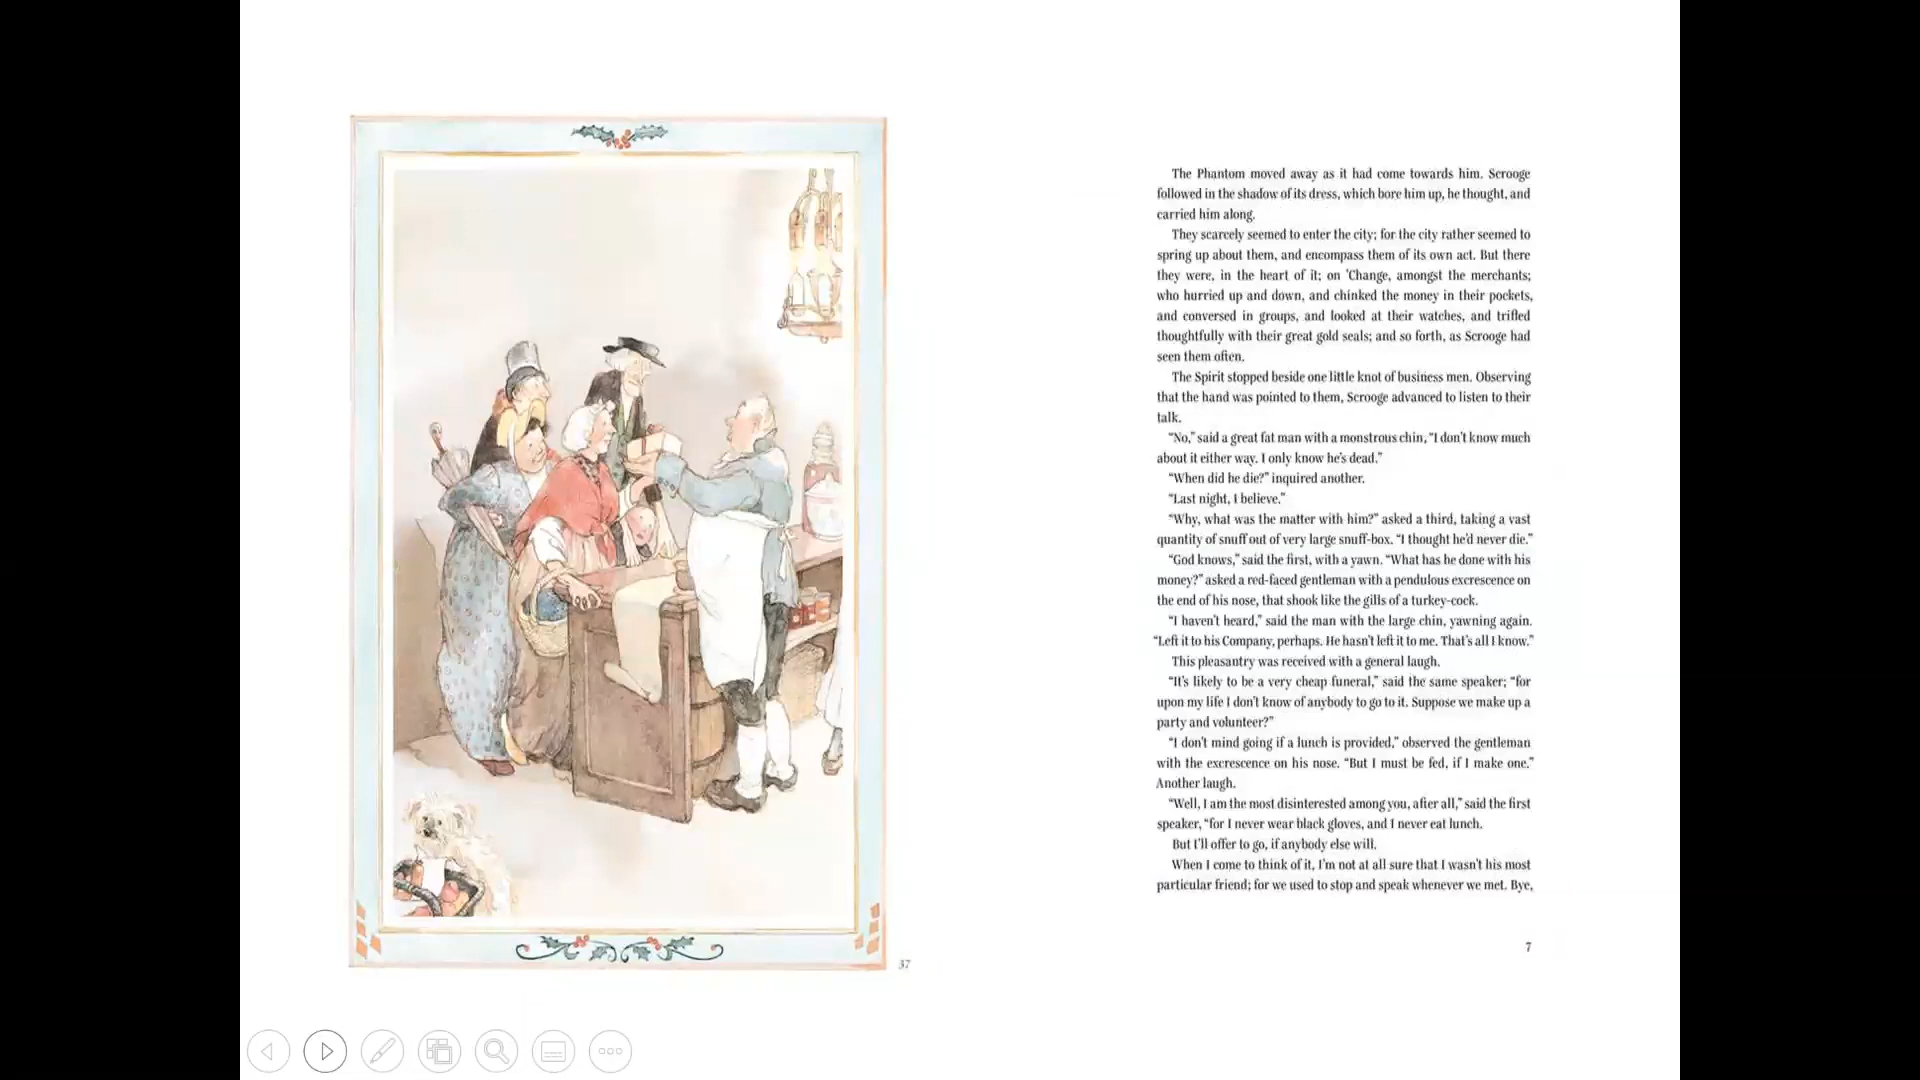 37
The Phantom moved away as it had come towards him. Scrooge
followed in the shadow of its dress, which bore him up, he thought, and
carried him along.
They scarcely seemed to enter the city; for the city rather seemed to
spring up about them, and encompass them of its own act. But there
they were, in the heart of it; on 'Change, amongst the merchants;
who hurried up and down, and chinked the money in their pockets,
and conversed in groups, and looked at their watches, and trifled
thoughtfully with their great gold seals; and so forth, as Scrooge had
seen them often.
The Spirit stopped beside one little knot of business men. Observing
that the hand was pointed to them, Scrooge advanced to listen to their
talk.
“No,” said a great fat man with a monstrous chin, “I don't know much
about it either way. I only know he's dead.”
“When did he die?” inquired another.
“Last night, I believe.”
“Why, what was the matter with him?” asked a third, taking a vast
quantity of snuff out of very large snuff-box. “I thought he'd never die.”
“God knows,” said the first, with a yawn. “What has he done with his
money?” asked a red-faced gentleman with a pendulous excrescence on
the end of his nose, that shook like the gills of a turkey-cock.
“I haven't heard,” said the man with the large chin, yawning again.
“Left it to his Company, perhaps. He hasn't left it to me. That's all I know.”
This pleasantry was received with a general laugh.
“It's likely to be a very cheap funeral,” said the same speaker; “for
upon my life I don't know of anybody to go to it. Suppose we make up a
party and volunteer?”
“I don't mind going if a lunch is provided,” observed the gentleman
with the excrescence on his nose. “But I must be fed, if I make one.”
Another laugh.
“Well, I am the most disinterested among you, after all,” said the first
speaker, “for I never wear black gloves, and I never eat lunch.
But I'll offer to go, if anybody else will.
When I come to think of it, I'm not at all sure that I wasn't his most
particular friend; for we used to stop and speak whenever we met. Bye,
7